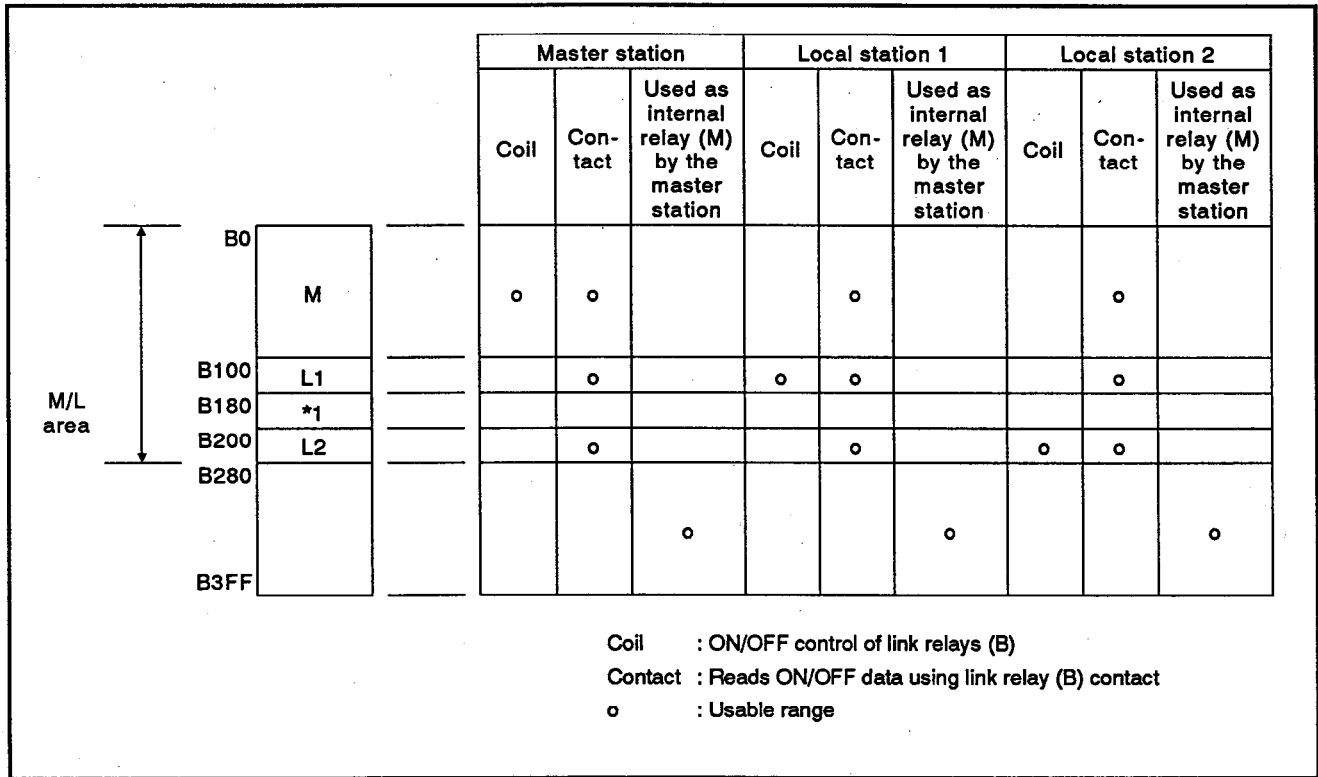 Master station Local station 1 Local station 2
Coil Con-tact Used as internal relay (M) by the master station Coil Con-tact Used as internal relay (M) by the master station Coil Con-tact Used as internal relay (M) by the master station
B0
M o o o o
B100 L1 o o o o
M/L area
B180 *1
B200 L2 o o o o
B280
o o o
B3FF
Coil : ON/OFF control of link relays (B)
Contact : Reads ON/OFF data using link relay (B) contact
o : Usable range